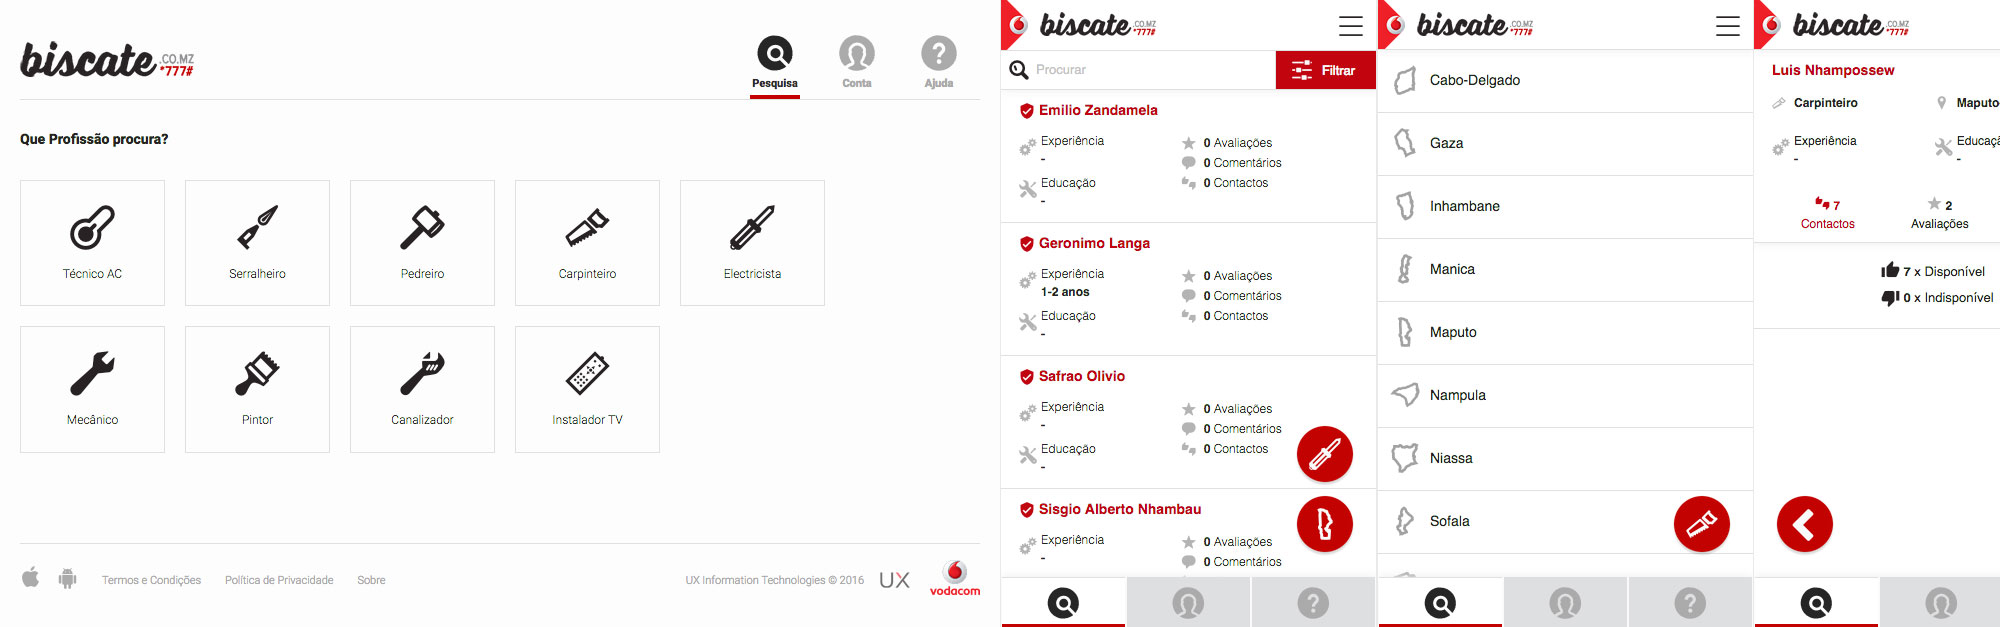 biscate .CO.MZ
*777#
Pesquisa
Conta
Ajuda
Que Profissão procura?
Técnico AC
Serralheiro
Pedreiro
Carpinteiro
Electricista
Mecânico
Pintor
Canalizador
Instalador TV
Termos e Condições
Política de Privacidade
Sobre
UX Information Technologies © 2016
UX
vodacom
biscate .CO.MZ
*777#
Procurar
Filtrar
Emilio Zandamela
Experiência
-
Educação
-
0 Avaliações
0 Comentários
0 Contactos
Geronimo Langa
Experiência
1-2 anos
Educação
-
0 Avaliações
0 Comentários
0 Contactos
Safrao Olivio
Experiência
-
Educação
-
0 Avaliações
0 Comentários
0 Contactos
Sisgio Alberto Nhambau
Experiência
-
0 Avaliações
0 Comentários
biscate .CO.MZ
*777#
Cabo-Delgado
Gaza
Inhambane
Manica
Maputo
Nampula
Niassa
Sofala
biscate .CO.MZ
*777#
Luis Nhampossew
Carpinteiro
Maputo
Experiência
-
Educaçã
-
7
Contactos
2
Avaliações
7 x Disponível
0 x Indisponível